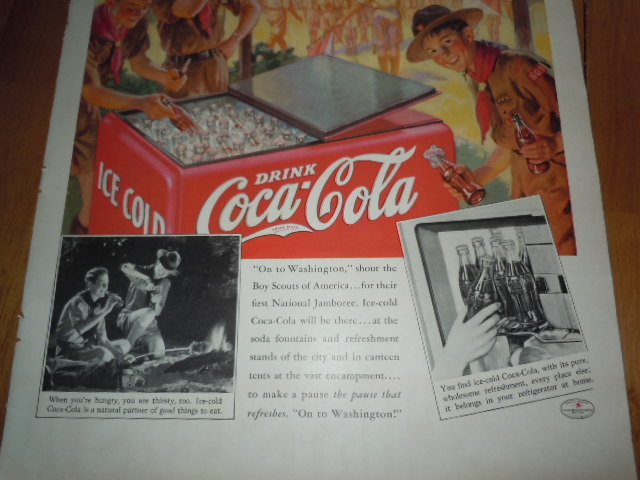 ICE COLD
DRINK
Coca-Cola
TRADE MARK
"On to Washington," shout the
Boy Scouts of America...for their
first National Jamboree. Ice-cold
Coca-Cola will be there...at the
soda fountains and refreshment
stands of the city and in canteen
tents at the vast encampment....
to make a pause the pause that
refreshes. "On to Washington!"
When you're hungry, you are thirsty, too. Ice-cold
Coca-Cola is a natural partner of good things to eat.
You find ice-cold Coca-Cola, with its pure,
wholesome refreshment, every place else;
it belongs in your refrigerator at home.